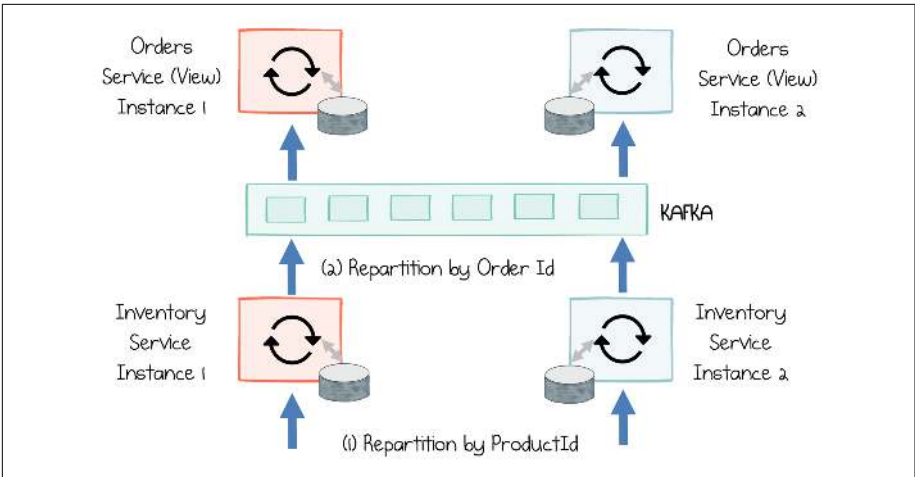 Orders
Service (View)
Instance 1
Orders
Service (View)
Instance 2
KAFKA
(2) Repartition by Order Id
Inventory
Service
Instance 1
Inventory
Service
Instance 2
(1) Repartition by ProductId